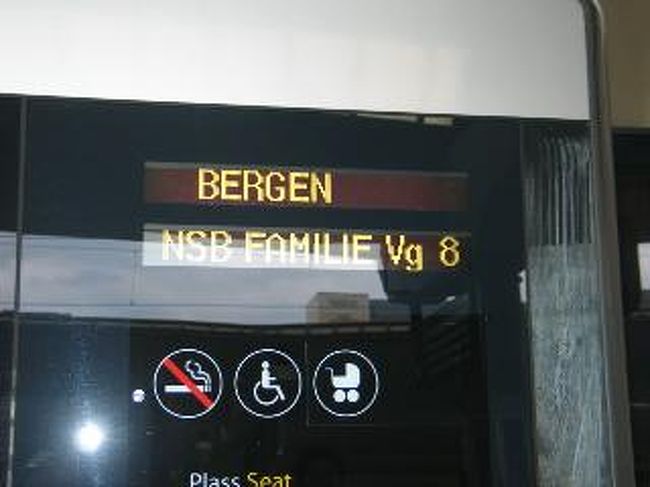 BERGEN
NSB FAMILIE Vg 8
Plass Seat